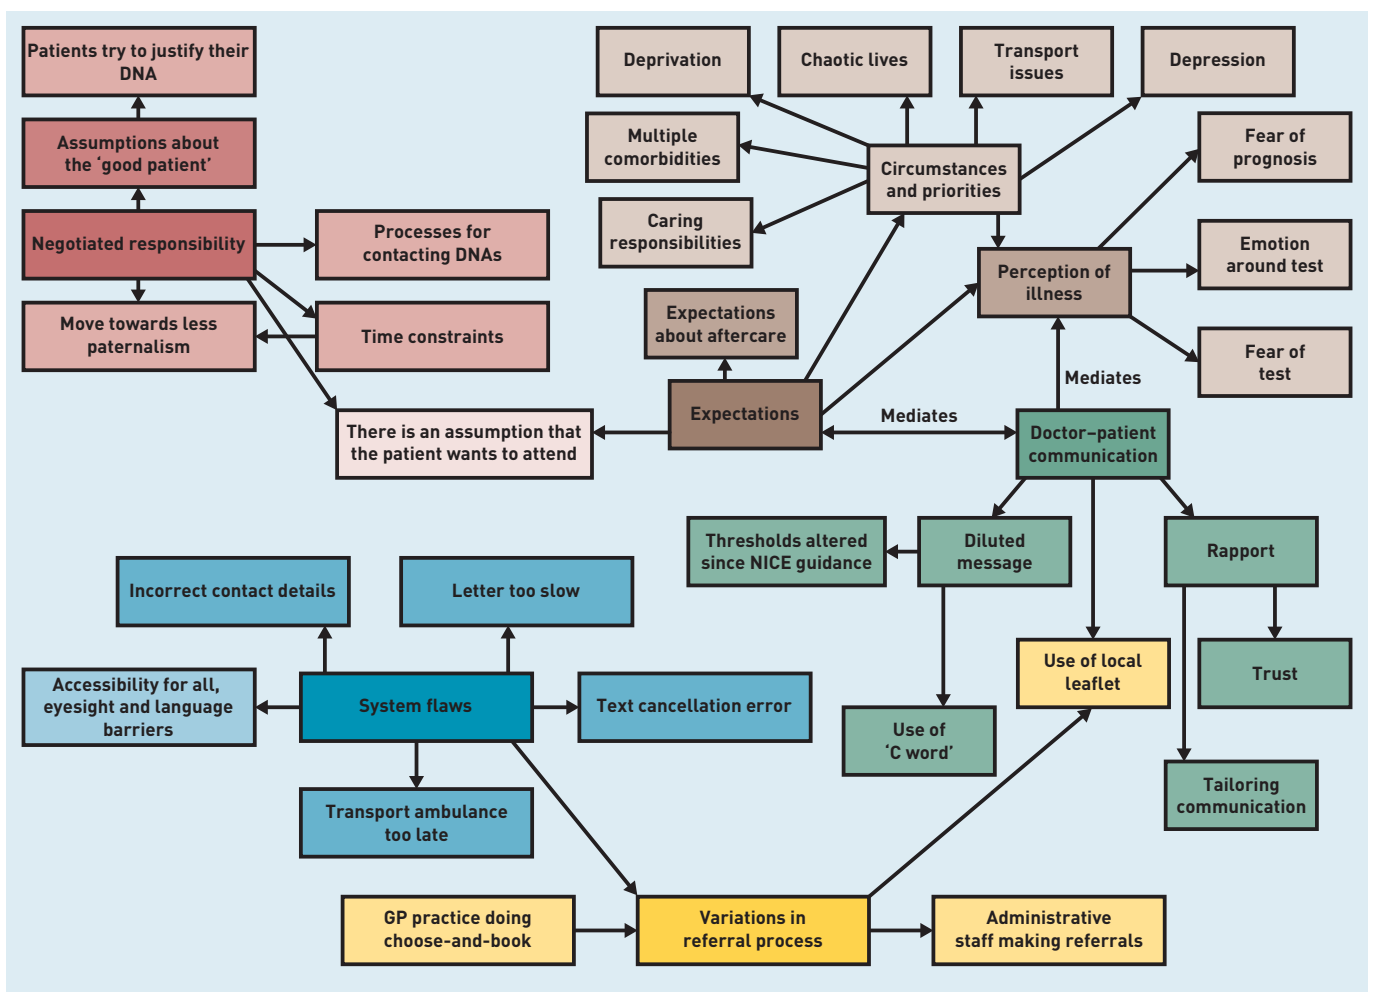 Patients try to justify their
DNA
Assumptions about
the ‘good patient’
Negotiated responsibility
Processes for
contacting DNAs
Move towards less
paternalism
Time constraints
There is an assumption that
the patient wants to attend
Deprivation
Chaotic lives
Transport
issues
Depression
Multiple
comorbidities
Circumstances
and priorities
Fear of
prognosis
Caring
responsibilities
Perception of
illness
Emotion
around test
Expectations
about aftercare
Fear of
test
Mediates
Expectations
Mediates
Doctor–patient
communication
Thresholds altered
since NICE guidance
Diluted
message
Rapport
Use of local
leaflet
Trust
Use of
‘C word’
Tailoring
communication
Incorrect contact details
Letter too slow
Accessibility for all,
eyesight and language
barriers
System flaws
Text cancellation error
Transport ambulance
too late
GP practice doing
choose-and-book
Variations in
referral process
Administrative
staff making referrals